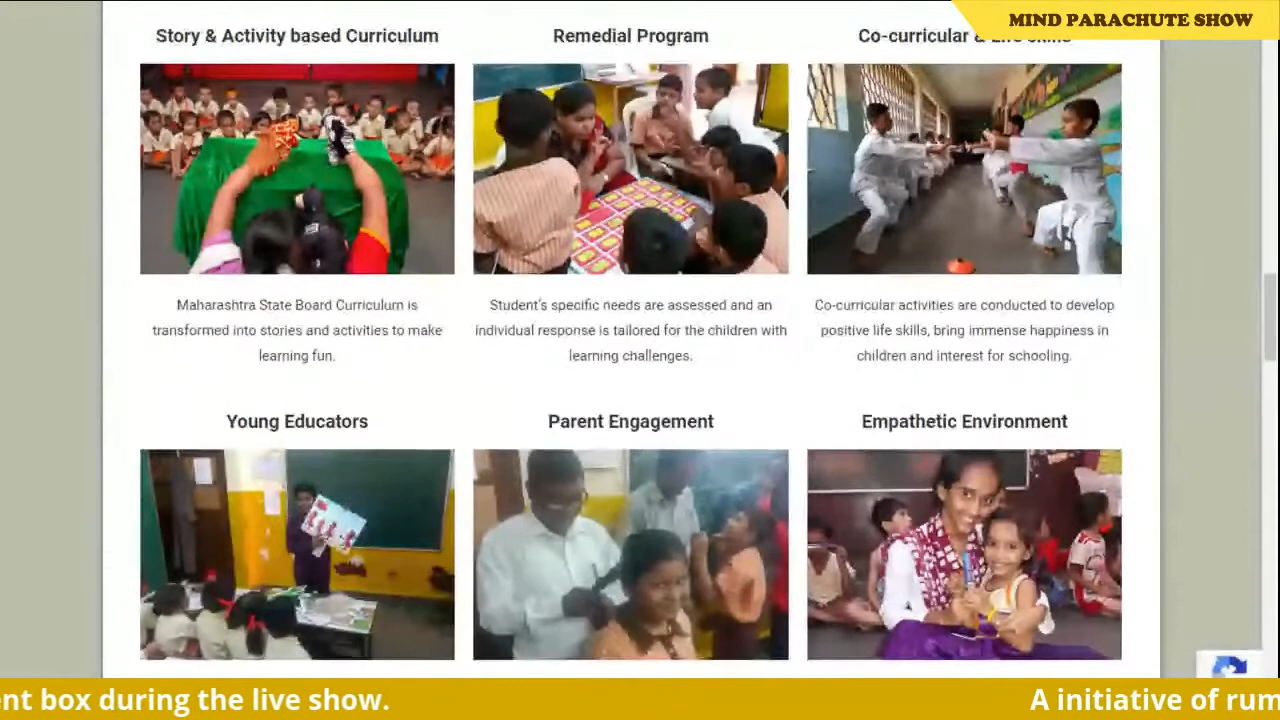 MIND PARACHUTE SHOW
Story & Activity based Curriculum
Remedial Program
Co-curricular & Life Skills
Maharashtra State Board Curriculum is
transformed into stories and activities to make
learning fun.
Student's specific needs are assessed and an
individual response is tailored for the children with
learning challenges.
Co-curricular activities are conducted to develop
positive life skills, bring immense happiness in
children and interest for schooling.
Young Educators
Parent Engagement
Empathetic Environment
ent box during the live show.
A initiative of rum